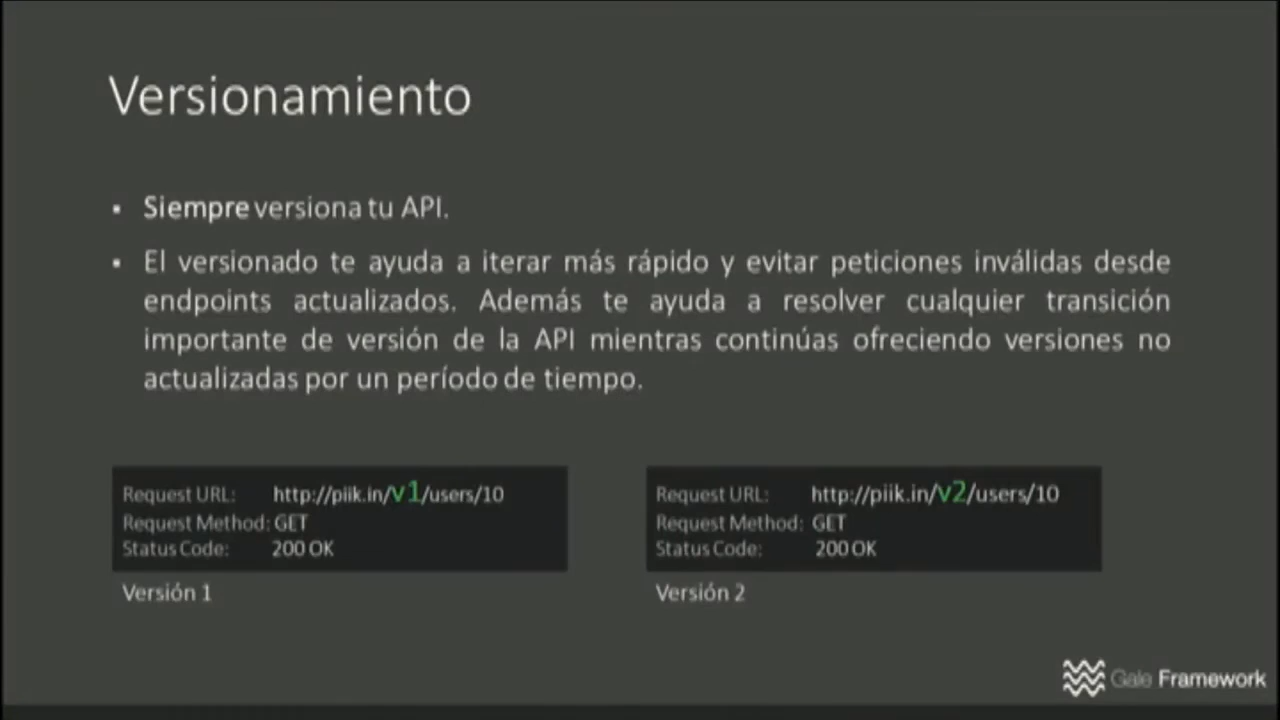 Versionamiento
▪ Siempre versiona tu API.
▪ El versionado te ayuda a iterar más rápido y evitar peticiones inválidas desde
endpoints actualizados. Además te ayuda a resolver cualquier transición
importante de versión de la API mientras continúas ofreciendo versiones no
actualizadas por un período de tiempo.
Request URL: http://piik.in/v1/users/10
Request Method: GET
Status Code: 200 OK
Versión 1
Request URL: http://piik.in/v2/users/10
Request Method: GET
Status Code: 200 OK
Versión 2
Gale Framework